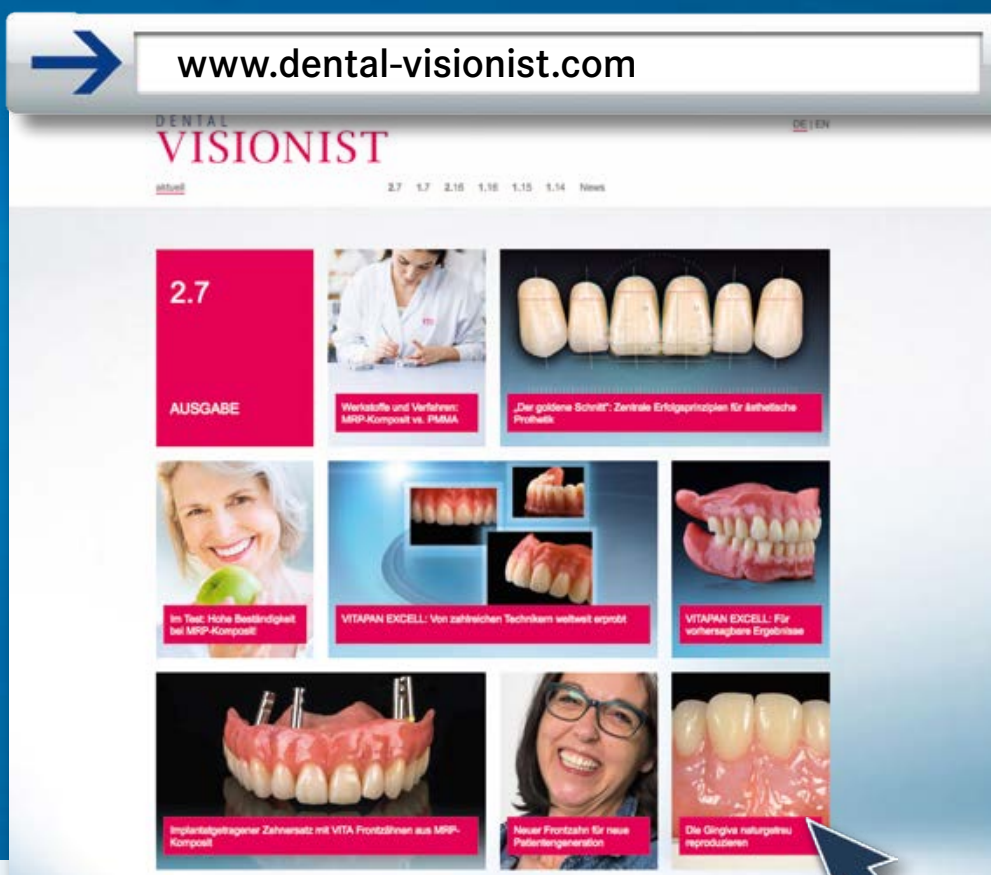 www.dental-visionist.com
DENTAL
VISIONIST
DE | EN
aktuell
2.7 1.7 2.16 1.16 1.15 1.14 News
2.7
AUSGABE
Werkstoffe und Verfahren:
MRP-Komposit vs. PMMA
„Der goldene Schnitt“: Zentrale Erfolgsprinzipien für ästhetische
Prothetik
Im Test: Hohe Beständigkeit
bei MRP-Komposit!
VITAPAN EXCELL: Von zahlreichen Technikern weltweit erprobt
VITAPAN EXCELL: Für
vorhersagbare Ergebnisse
Implantatgetragener Zahnersatz mit VITA Frontzähnen aus MRP-
Komposit
Neuer Frontzahn für neue
Patientengeneration
Die Gingiva naturgetreu
reproduzieren